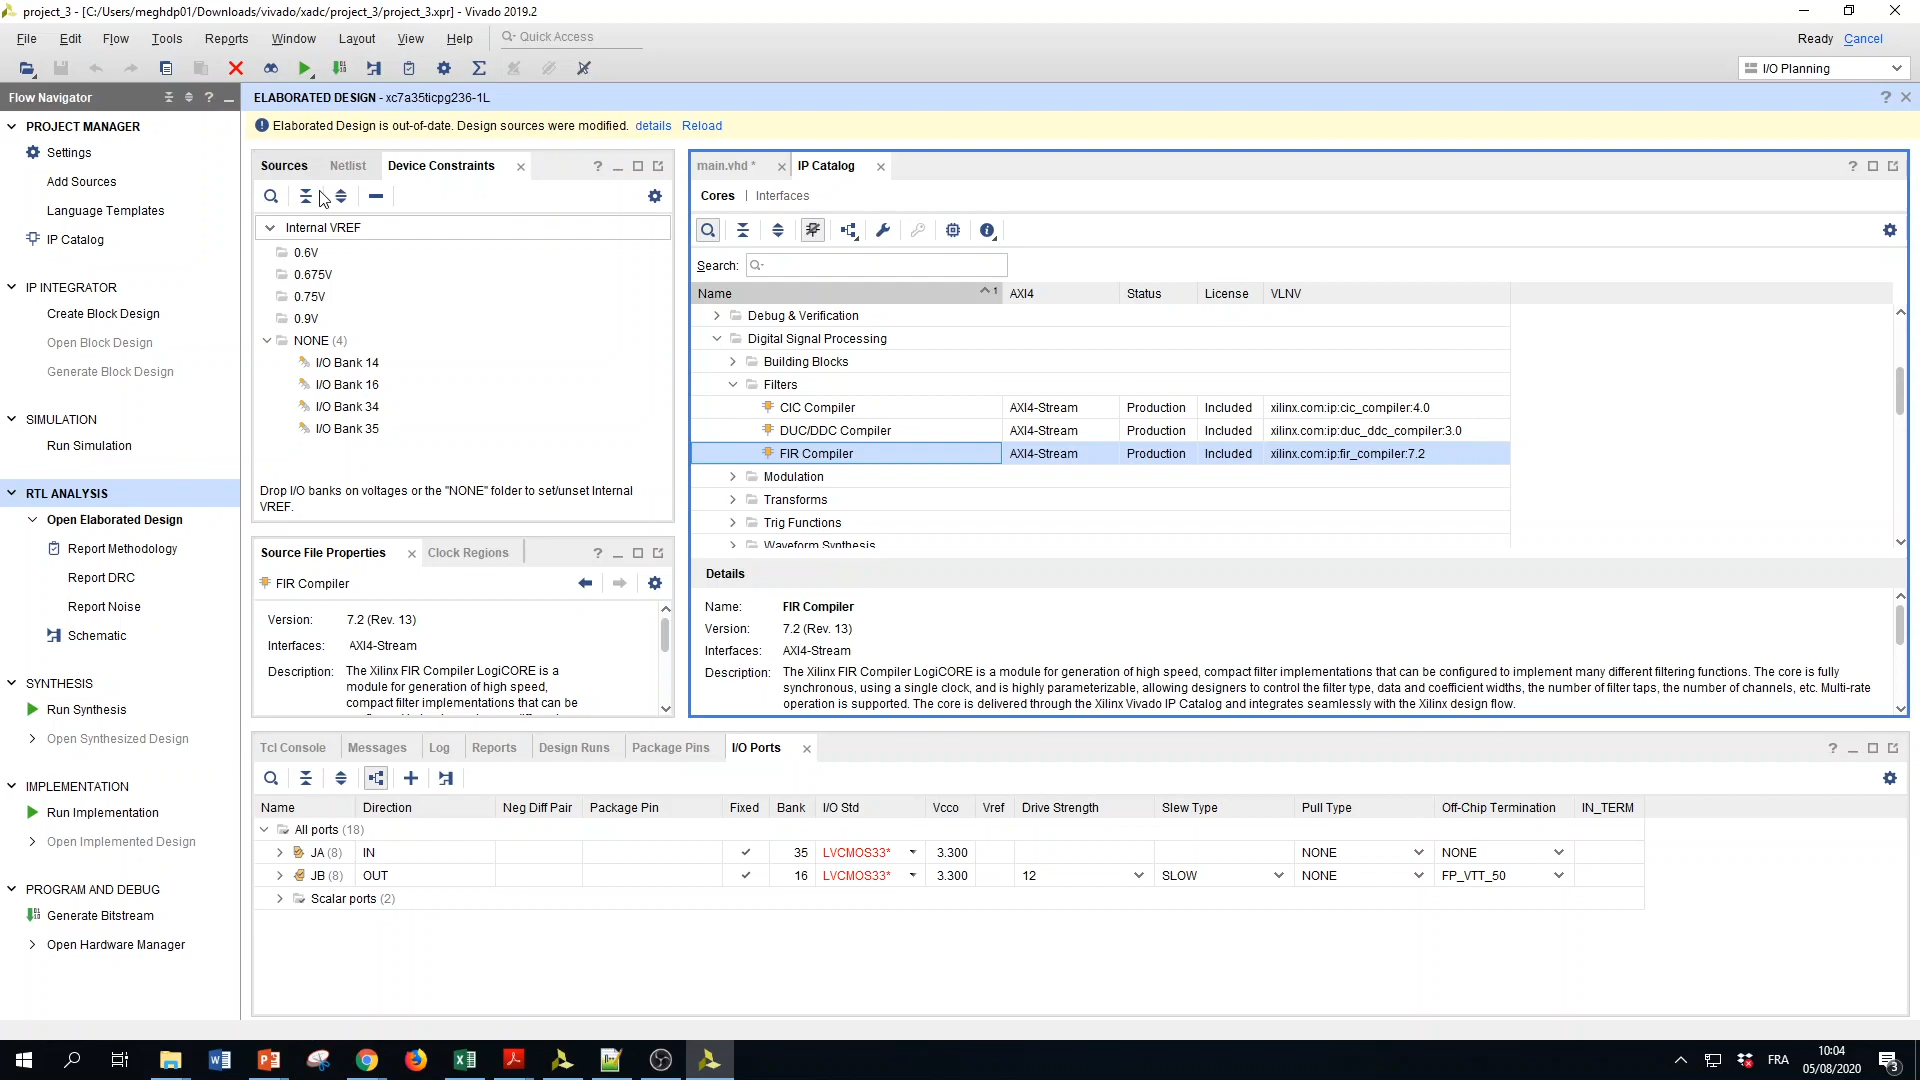 project_3 - [C:/Users/meghdp01/Downloads/vivado/xadc/project_3/project_3.xpr] - Vivado 2019.2
File Edit Flow Tools Reports Window Layout View Help Quick Access Ready Cancel
I/O Planning
Flow Navigator
ELABORATED DESIGN - xc7a35ticpg236-1L
Elaborated Design is out-of-date. Design sources were modified. details Reload
PROJECT MANAGER
Settings
Add Sources
Language Templates
IP Catalog
IP INTEGRATOR
Create Block Design
Open Block Design
Generate Block Design
SIMULATION
Run Simulation
RTL ANALYSIS
Open Elaborated Design
Report Methodology
Report DRC
Report Noise
Schematic
SYNTHESIS
Run Synthesis
Open Synthesized Design
IMPLEMENTATION
Run Implementation
Open Implemented Design
PROGRAM AND DEBUG
Generate Bitstream
Open Hardware Manager
Sources Netlist Device Constraints
Internal VREF
0.6V
0.675V
0.75V
0.9V
NONE (4)
I/O Bank 14
I/O Bank 16
I/O Bank 34
I/O Bank 35
Drop I/O banks on voltages or the "NONE" folder to set/unset Internal
VREF.
Source File Properties Clock Regions
FIR Compiler
Version: 7.2 (Rev. 13)
Interfaces: AXI4-Stream
Description: The Xilinx FIR Compiler LogiCORE is a
module for generation of high speed,
compact filter implementations that can be
main.vhd * IP Catalog
Cores | Interfaces
Search:
Name 1 AXI4 Status License VLNV
Debug & Verification
Digital Signal Processing
Building Blocks
Filters
CIC Compiler AXI4-Stream Production Included xilinx.com:ip:cic_compiler:4.0
DUC/DDC Compiler AXI4-Stream Production Included xilinx.com:ip:duc_ddc_compiler:3.0
FIR Compiler AXI4-Stream Production Included xilinx.com:ip:fir_compiler:7.2
Modulation
Transforms
Trig Functions
Waveform Synthesis
Details
Name: FIR Compiler
Version: 7.2 (Rev. 13)
Interfaces: AXI4-Stream
Description: The Xilinx FIR Compiler LogiCORE is a module for generation of high speed, compact filter implementations that can be configured to implement many different filtering functions. The core is fully
synchronous, using a single clock, and is highly parameterizable, allowing designers to control the filter type, data and coefficient widths, the number of filter taps, the number of channels, etc. Multi-rate
operation is supported. The core is delivered through the Xilinx Vivado IP Catalog and integrates seamlessly with the Xilinx design flow.
Tcl Console Messages Log Reports Design Runs Package Pins I/O Ports
Name Direction Neg Diff Pair Package Pin Fixed Bank I/O Std Vcco Vref Drive Strength Slew Type Pull Type Off-Chip Termination IN_TERM
All ports (18)
JA (8) IN 35 LVCMOS33* 3.300 NONE NONE
JB (8) OUT 16 LVCMOS33* 3.300 12 SLOW NONE FP_VTT_50
Scalar ports (2)
FRA
10:04
05/08/2020
3